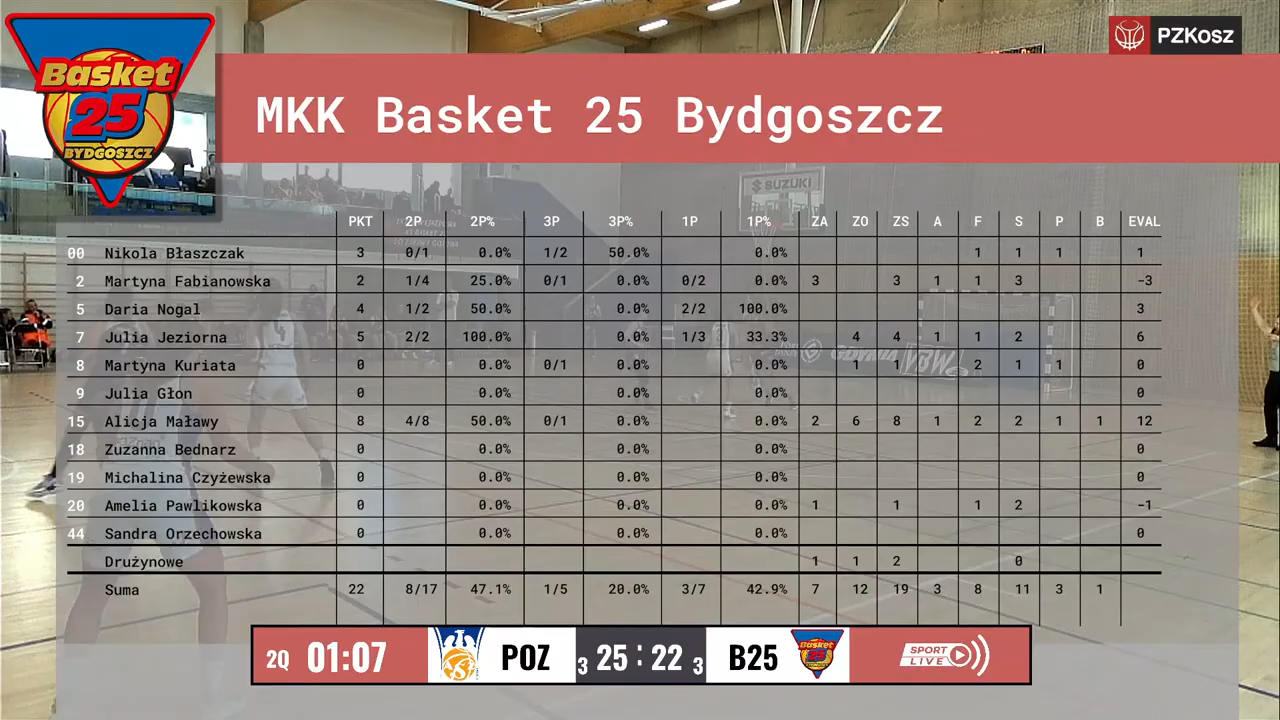 PZKosz
Basket
25
BYDGOSZCZ
MKK Basket 25 Bydgoszcz
SUZUKI
PKT 2P 2P% 3P 3P% 1P 1P% ZA ZO ZS A F S P B EVAL
00 Nikola Błaszczak 3 0/1 0.0% 1/2 50.0% 0.0% 1 1 1 1
2 Martyna Fabianowska 2 1/4 25.0% 0/1 0.0% 0/2 0.0% 3 3 1 1 3 -3
5 Daria Nogal 4 1/2 50.0% 0.0% 2/2 100.0% 3
7 Julia Jeziorna 5 2/2 100.0% 0.0% 1/3 33.3% 4 4 1 1 2 6
8 Martyna Kuriata 0 0/1 0.0% 0.0% 1 1 2 1 1 0
GDYNIA VBW
9 Julia Głon 0 0.0% 0.0% 0.0% 0
15 Alicja Maławy 8 4/8 50.0% 0/1 0.0% 0.0% 2 6 8 1 2 2 1 1 12
18 Zuzanna Bednarz 0 0.0% 0.0% 0.0% 0
19 Michalina Czyżewska 0 0.0% 0.0% 0.0% 0
20 Amelia Pawlikowska 0 0.0% 0.0% 0.0% 1 1 1 2 -1
44 Sandra Orzechowska 0 0.0% 0.0% 0.0% 0
Drużynowe 1 1 2 0
Suma 22 8/17 47.1% 1/5 20.0% 3/7 42.9% 7 12 19 3 8 11 3 1
2Q 01:07 POZ 3 25 : 22 3 B25 SPORT LIVE